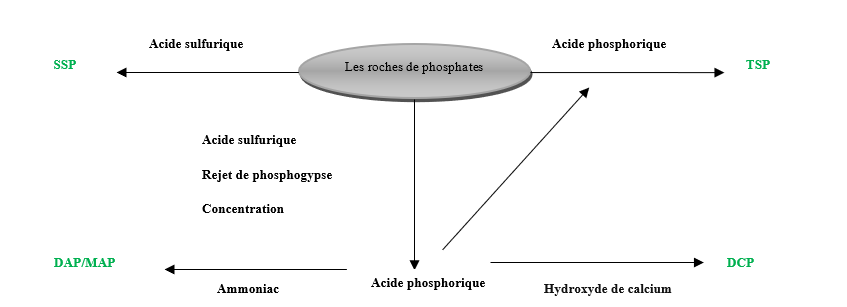 Acide sulfurique
Acide phosphorique
SSP
Les roches de phosphates
TSP
Acide sulfurique
Rejet de phosphogypse
Concentration
DAP/MAP
Acide phosphorique
DCP
Ammoniac
Hydroxyde de calcium